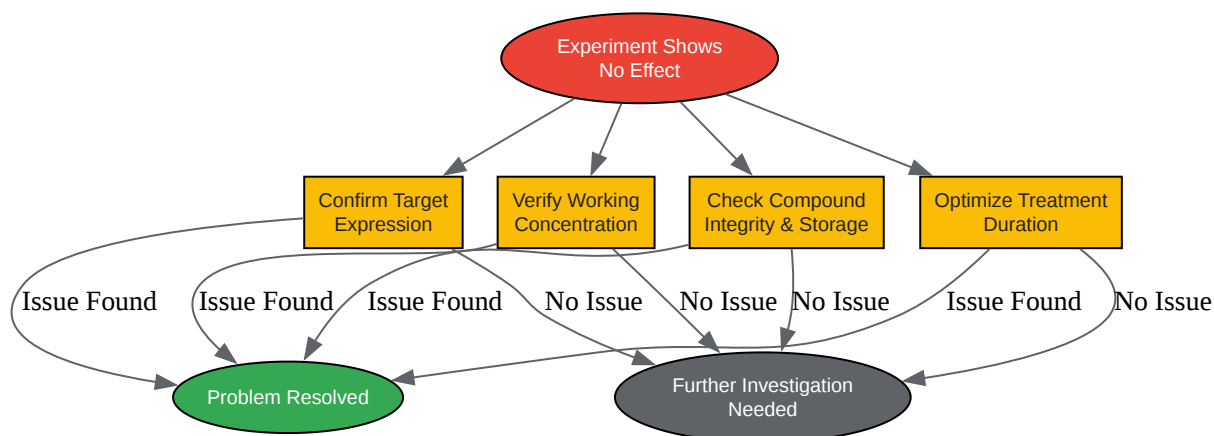 Experiment Shows
No Effect
Confirm Target
Expression
Verify Working
Concentration
Check Compound
Integrity & Storage
Optimize Treatment
Duration
Issue Found
Issue Found
Issue Found
No Issue
No Issue
No Issue
Issue Found
No Issue
Problem Resolved
Further Investigation
Needed